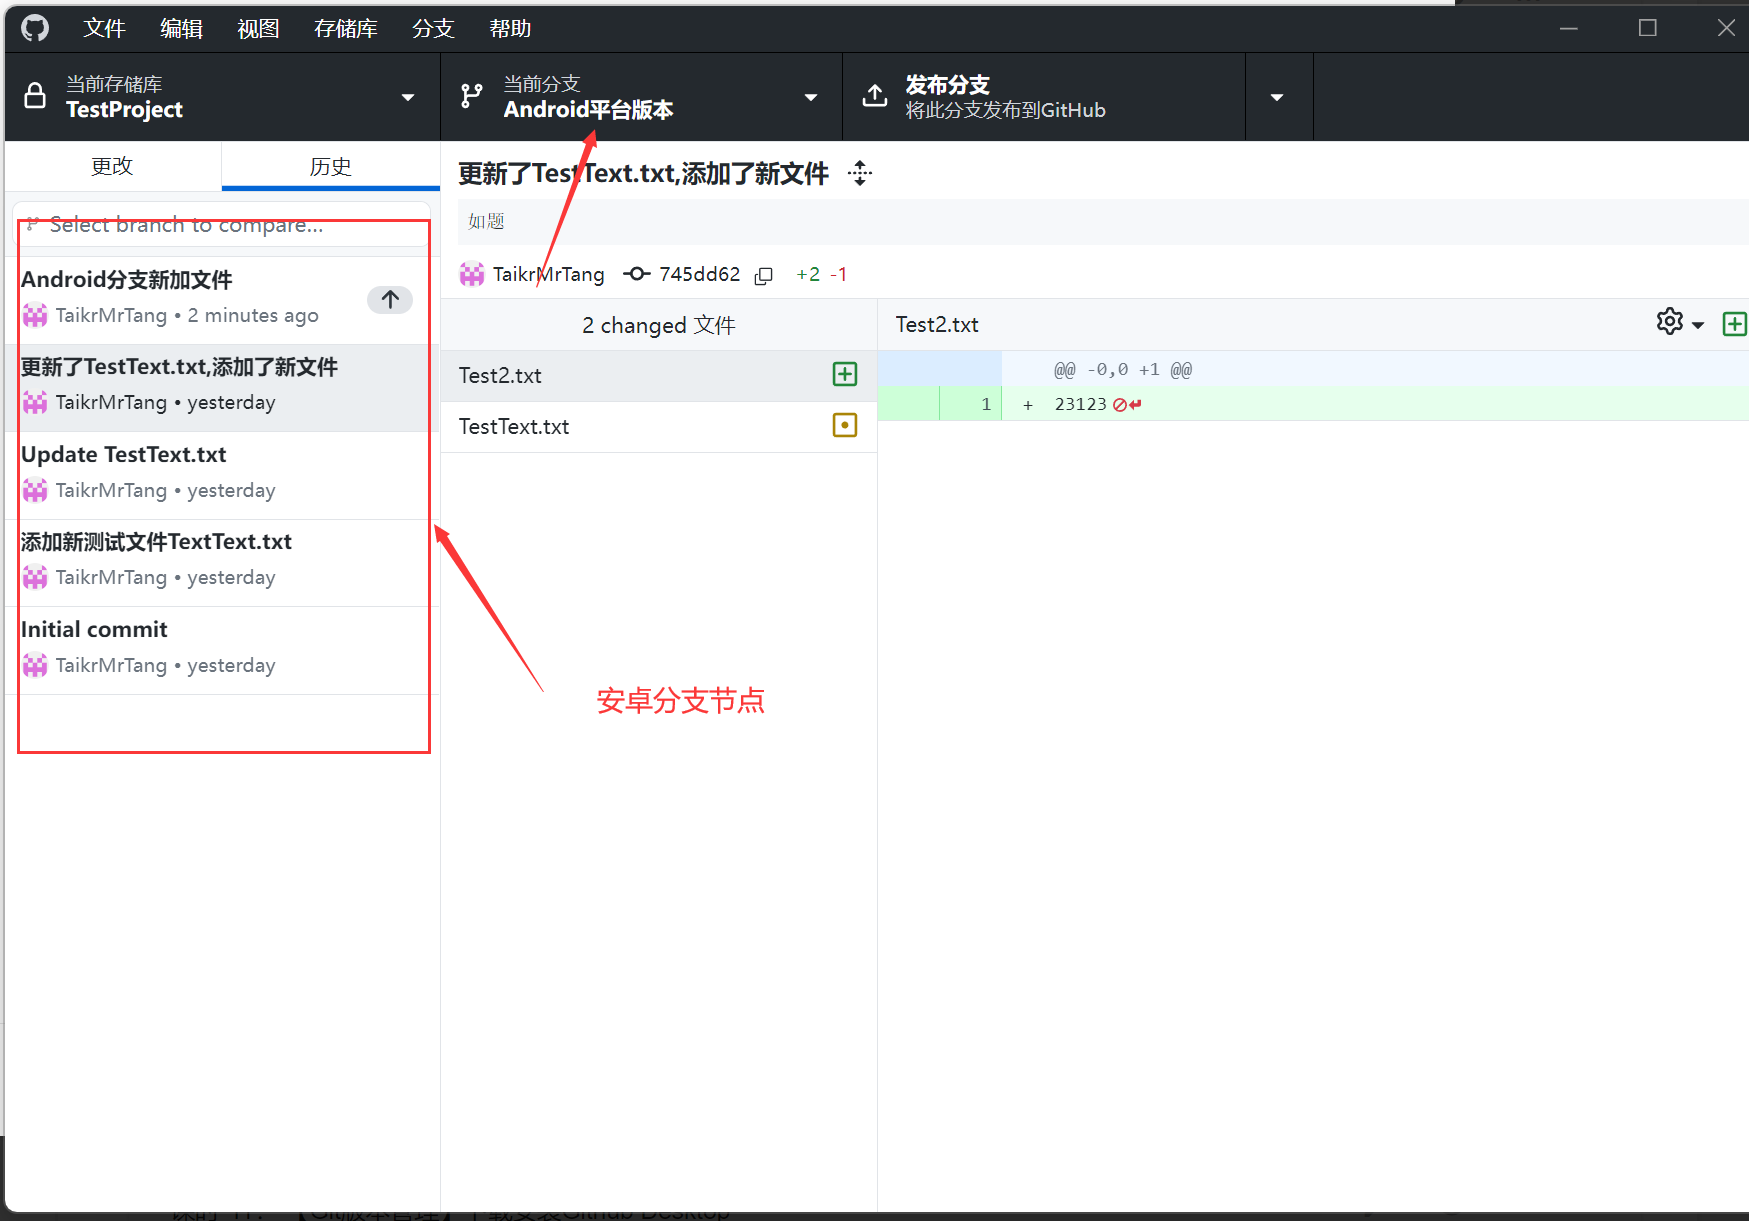 文件 编辑 视图 存储库 分支 帮助
当前存储库
TestProject
当前分支
Android平台版本
发布分支
将此分支发布到GitHub
更改 历史
Select branch to compare...
Android分支新加文件
TaikrMrTang • 2 minutes ago
更新了TestText.txt,添加了新文件
TaikrMrTang • yesterday
Update TestText.txt
TaikrMrTang • yesterday
添加新测试文件TextText.txt
TaikrMrTang • yesterday
Initial commit
TaikrMrTang • yesterday
更新了TestText.txt,添加了新文件
如题
TaikrMrTang 745dd62 +2 -1
2 changed 文件
Test2.txt
TestText.txt
Test2.txt
@@ -0,0 +1 @@
1 + 23123
安卓分支节点